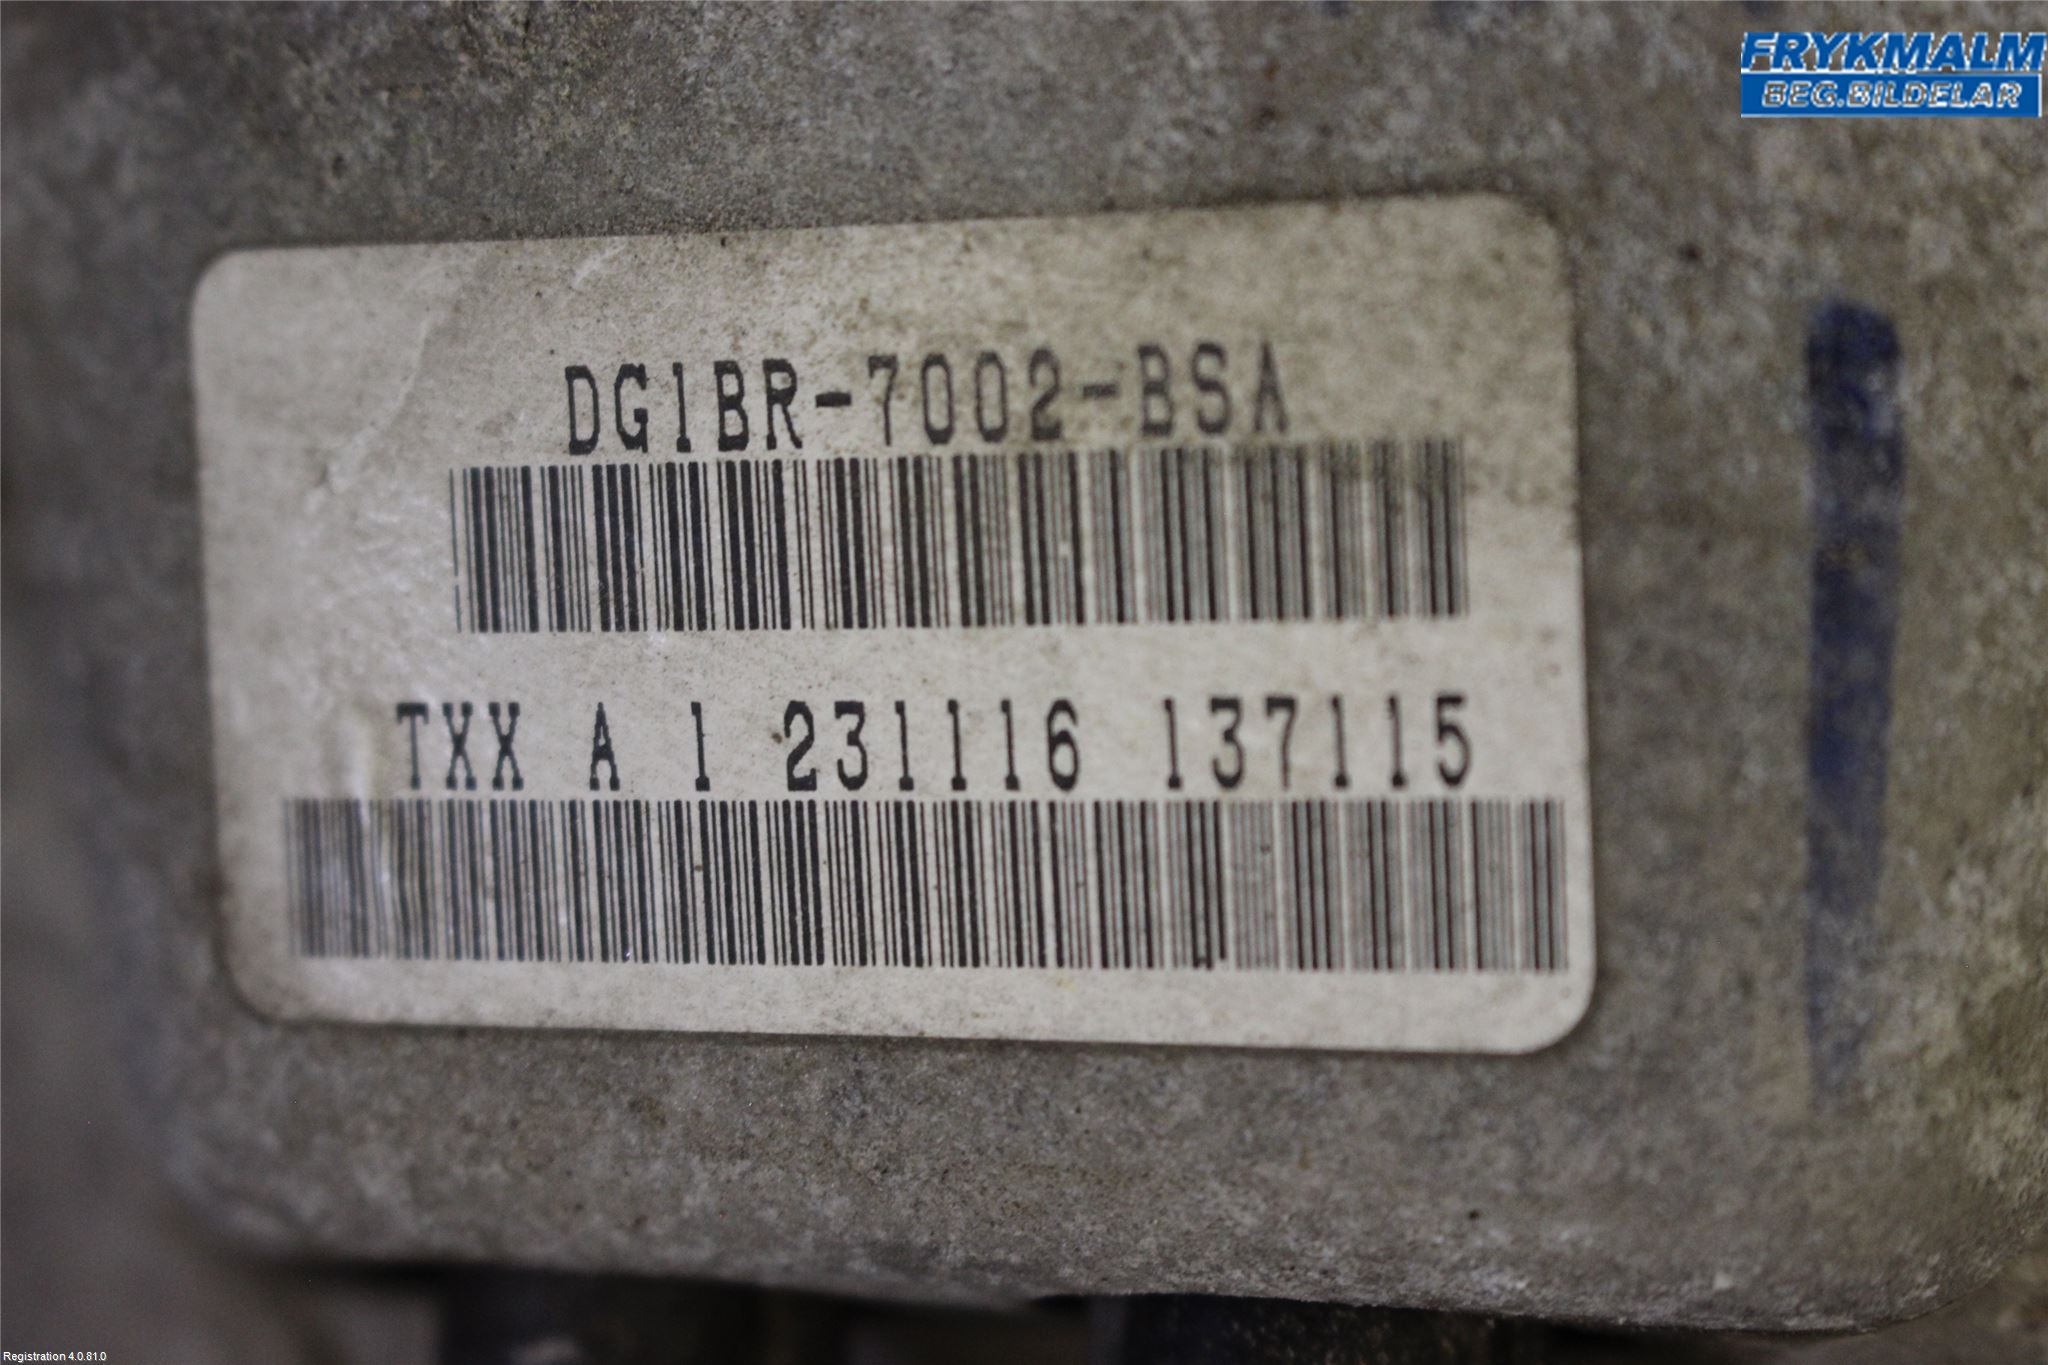 FRYKMALM
BEG.BILDELAR
DG1BR-7002-BSA
TXX A 1 231116 137115
Registration 4.0.81.0